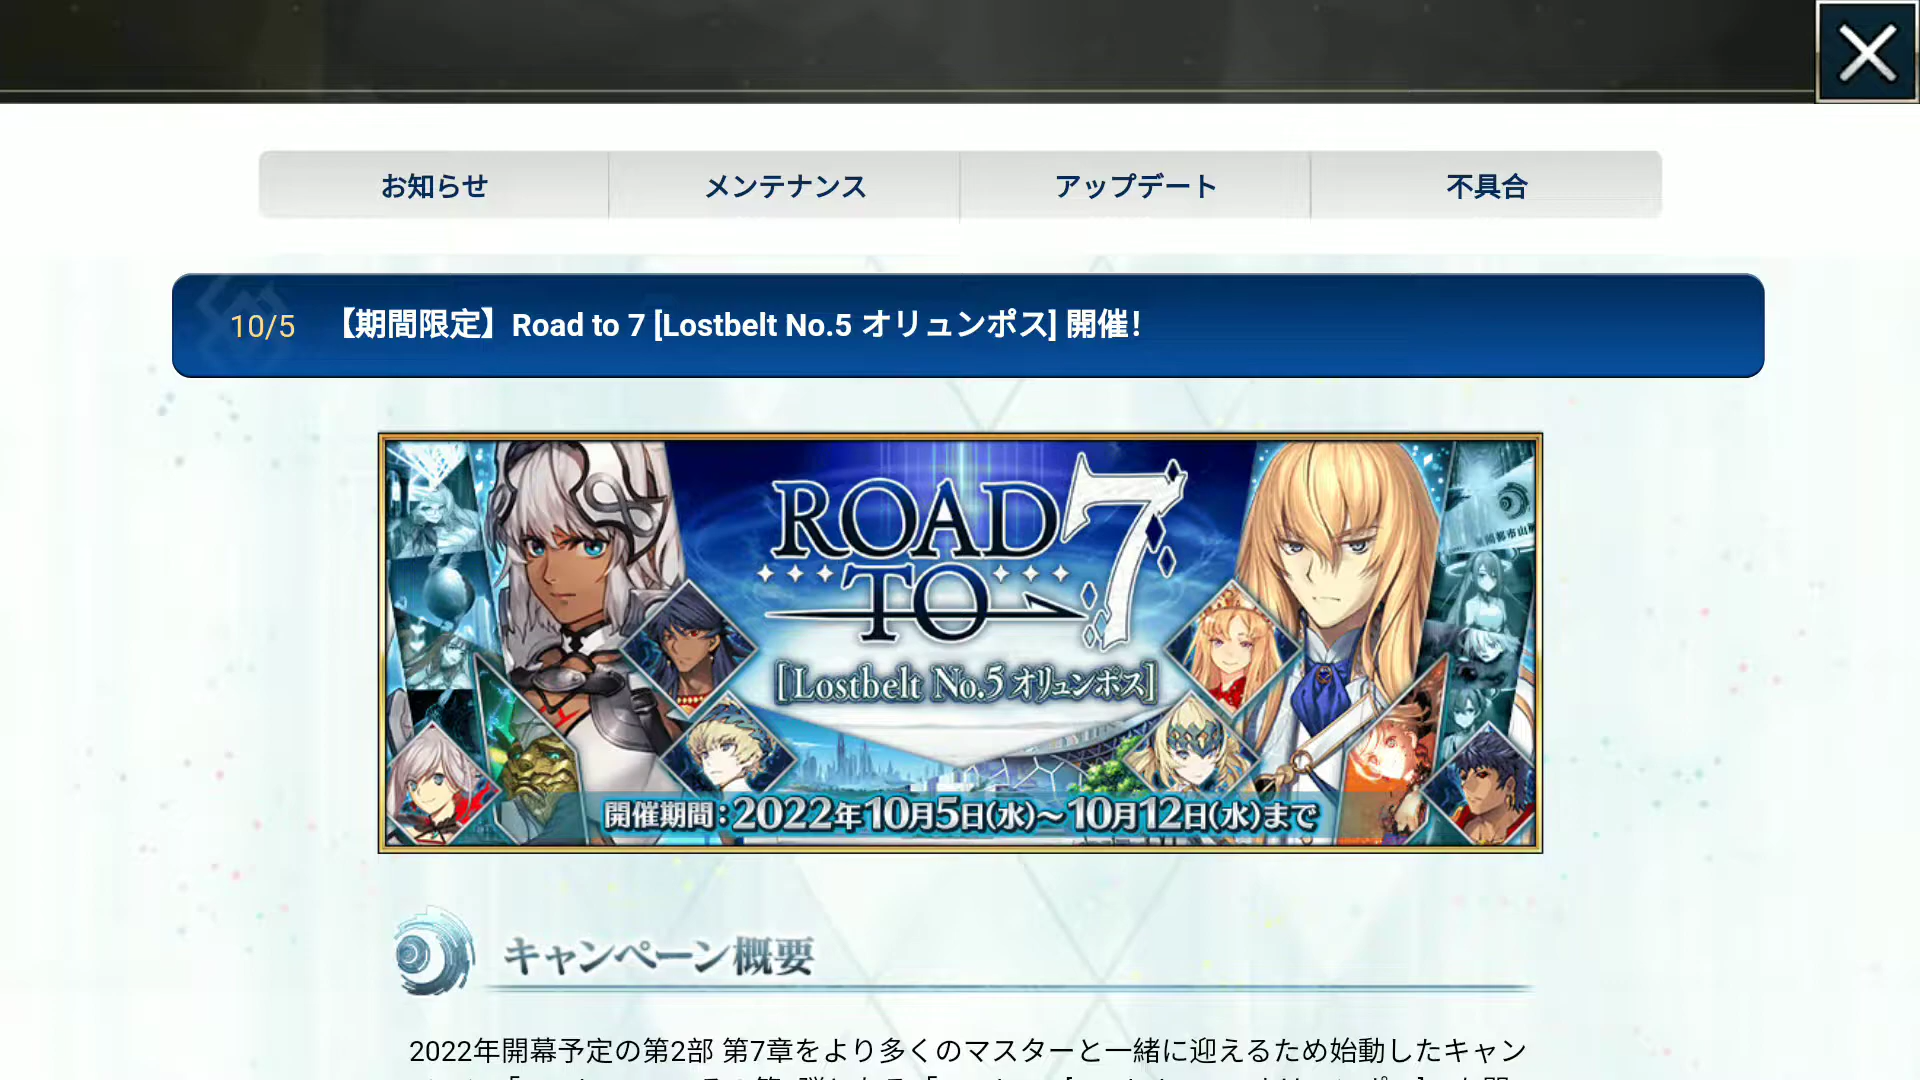 お知らせ メンテナンス アップデート 不具合
10/5 【期間限定】Road to 7 [Lostbelt No.5 オリュンポス] 開催！
ROAD
TO 7
[Lostbelt No.5 オリュンポス]
開催期間：2022年10月5日(水)～10月12日(水)まで
キャンペーン概要
2022年開幕予定の第2部 第7章をより多くのマスターと一緒に迎えるため始動したキャン